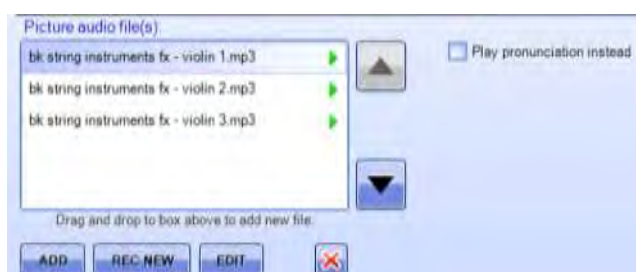 Picture audio file(s)
bk string instruments fx - violin 1.mp3
Play pronunciation instead
bk string instruments fx - violin 2.mp3
bk string instruments fx - violin 3.mp3
Drag and drop to box above to add new file.
ADD REC NEW EDIT